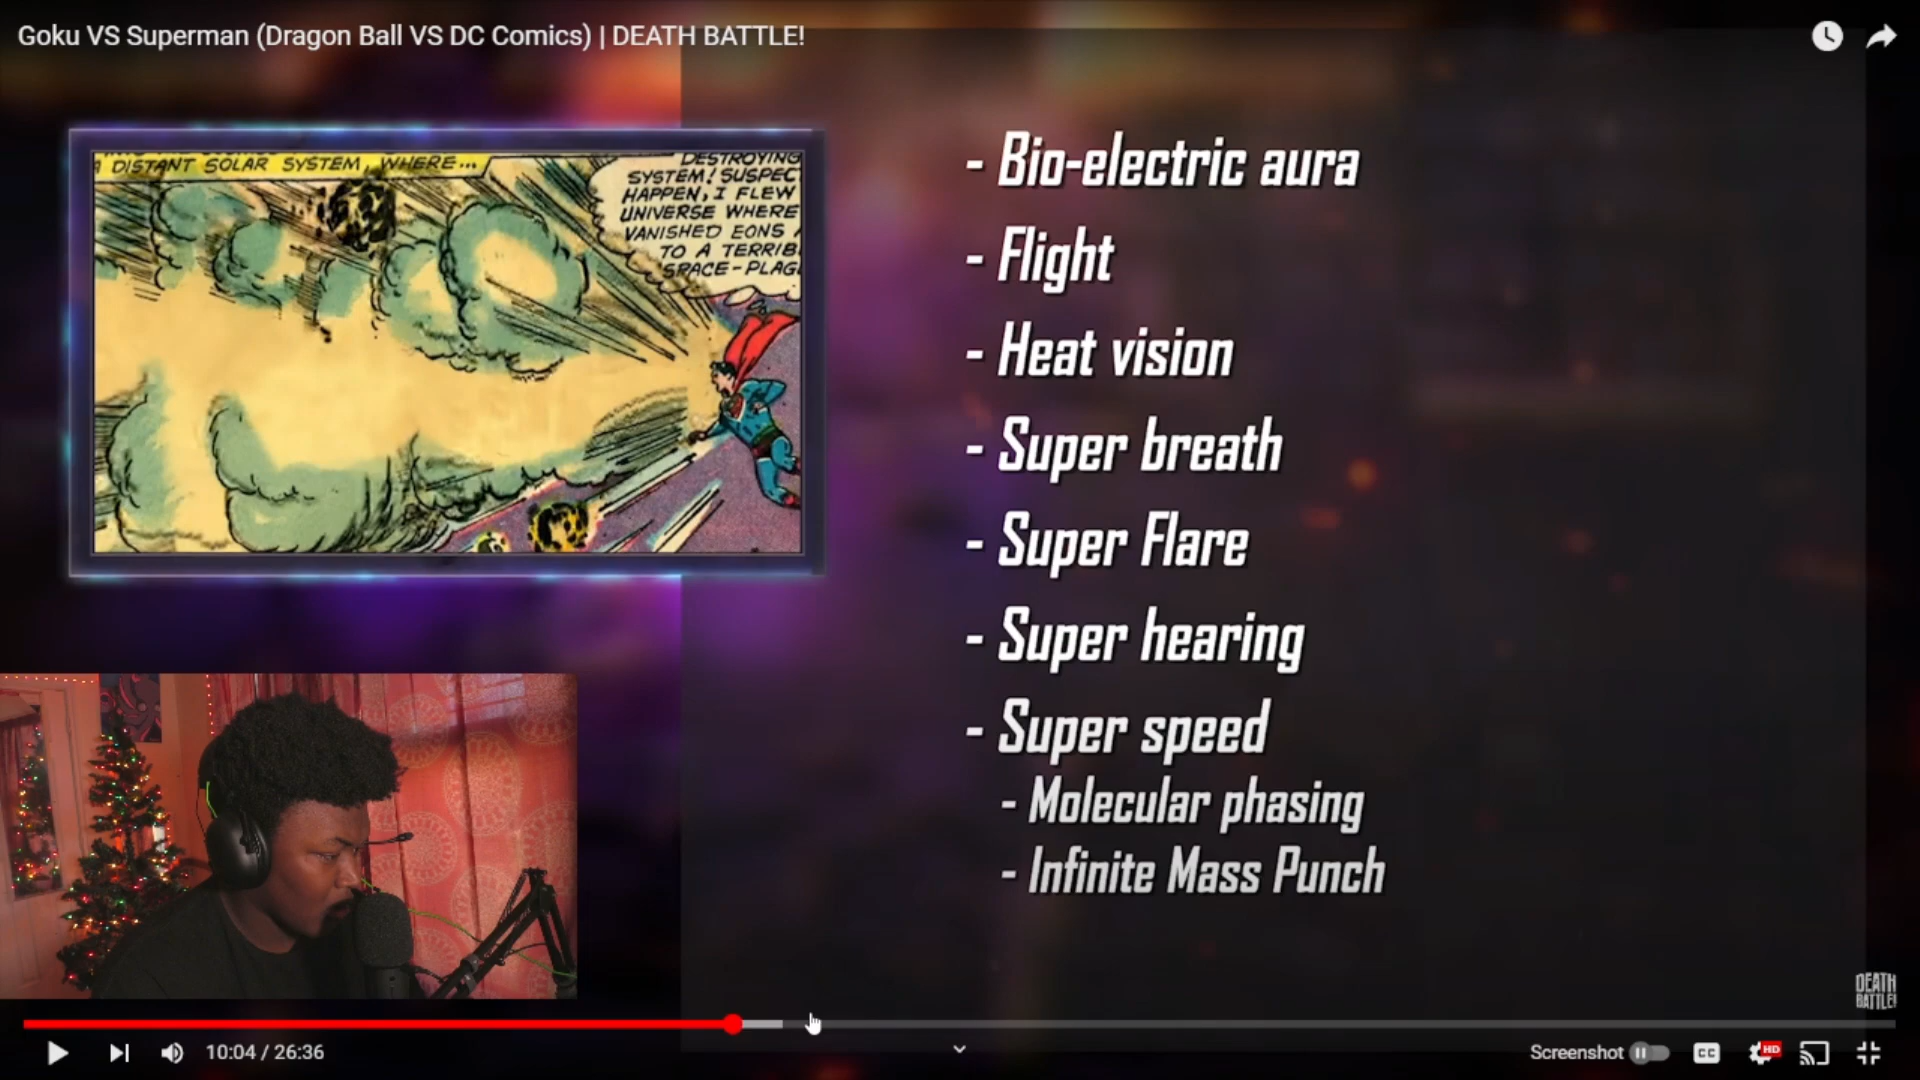 Goku VS Superman (Dragon Ball VS DC Comics) | DEATH BATTLE!
A DISTANT SOLAR SYSTEM, WHERE...
DESTROYING
SYSTEM! SUSPEC
HAPPEN, I FLEW
UNIVERSE WHERE
VANISHED EONS A
TO A TERRIB
SPACE-PLAG
- Bio-electric aura
- Flight
- Heat vision
- Super breath
- Super Flare
- Super hearing
- Super speed
- Molecular phasing
- Infinite Mass Punch
DEATH
BATTLE!
10:04 / 26:36
Screenshot
CC
HD